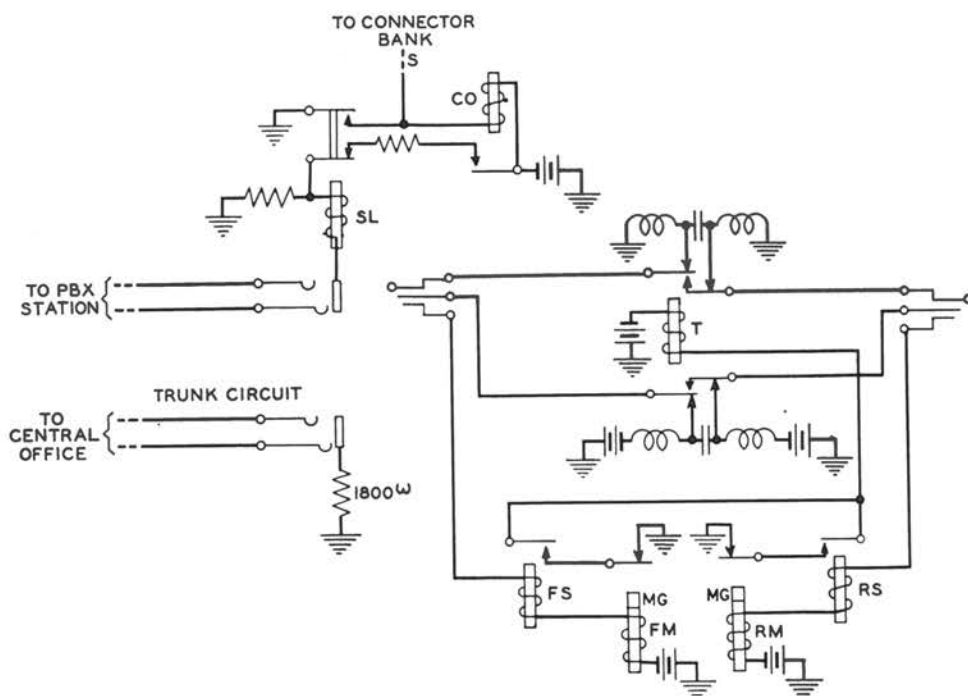 TO CONNECTOR
BANK
S
CO
SL
TO PBX
STATION
T
TRUNK CIRCUIT
TO
CENTRAL
OFFICE
1800ω
FS
MG
FM
MG
RM
RS